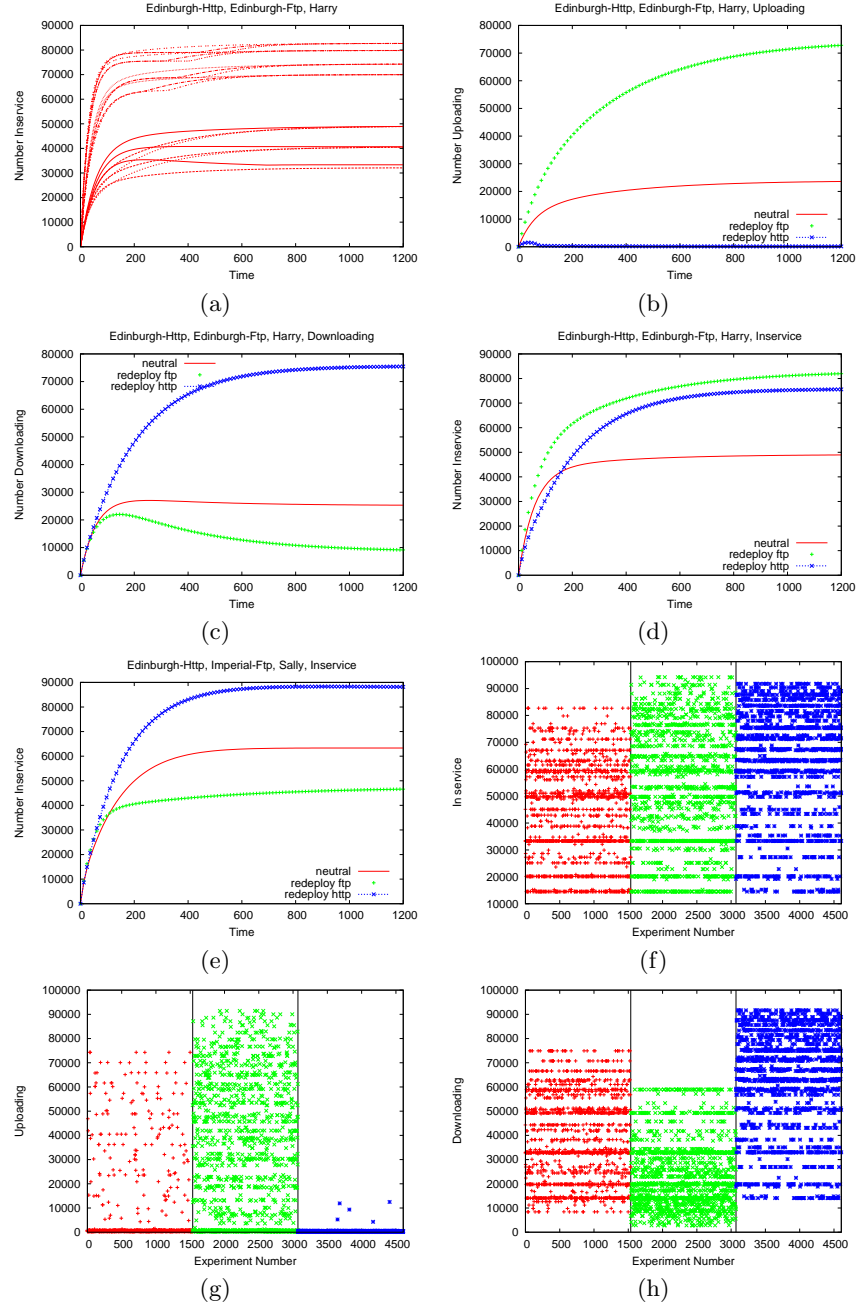 Edinburgh-Http, Edinburgh-Ftp, Harry
Number Inservice
90000
80000
70000
60000
50000
40000
30000
20000
10000
0
0 200 400 600 800 1000 1200
Time
(a)
Edinburgh-Http, Edinburgh-Ftp, Harry, Uploading
Number Uploading
80000
70000
60000
50000
40000
30000
20000
10000
0
neutral
redeploy ftp
redeploy http
0 200 400 600 800 1000 1200
Time
(b)
Edinburgh-Http, Edinburgh-Ftp, Harry, Downloading
Number Downloading
80000
70000
60000
50000
40000
30000
20000
10000
0
neutral
redeploy ftp
redeploy http
0 200 400 600 800 1000 1200
Time
(c)
Edinburgh-Http, Edinburgh-Ftp, Harry, Inservice
Number Inservice
90000
80000
70000
60000
50000
40000
30000
20000
10000
0
neutral
redeploy ftp
redeploy http
0 200 400 600 800 1000 1200
Time
(d)
Edinburgh-Http, Imperial-Ftp, Sally, Inservice
Number Inservice
90000
80000
70000
60000
50000
40000
30000
20000
10000
0
neutral
redeploy ftp
redeploy http
0 200 400 600 800 1000 1200
Time
(e)
In service
100000
90000
80000
70000
60000
50000
40000
30000
20000
10000
0 500 1000 1500 2000 2500 3000 3500 4000 4500
Experiment Number
(f)
Uploading
100000
90000
80000
70000
60000
50000
40000
30000
20000
10000
0
0 500 1000 1500 2000 2500 3000 3500 4000 4500
Experiment Number
(g)
Downloading
100000
90000
80000
70000
60000
50000
40000
30000
20000
10000
0
0 500 1000 1500 2000 2500 3000 3500 4000 4500
Experiment Number
(h)